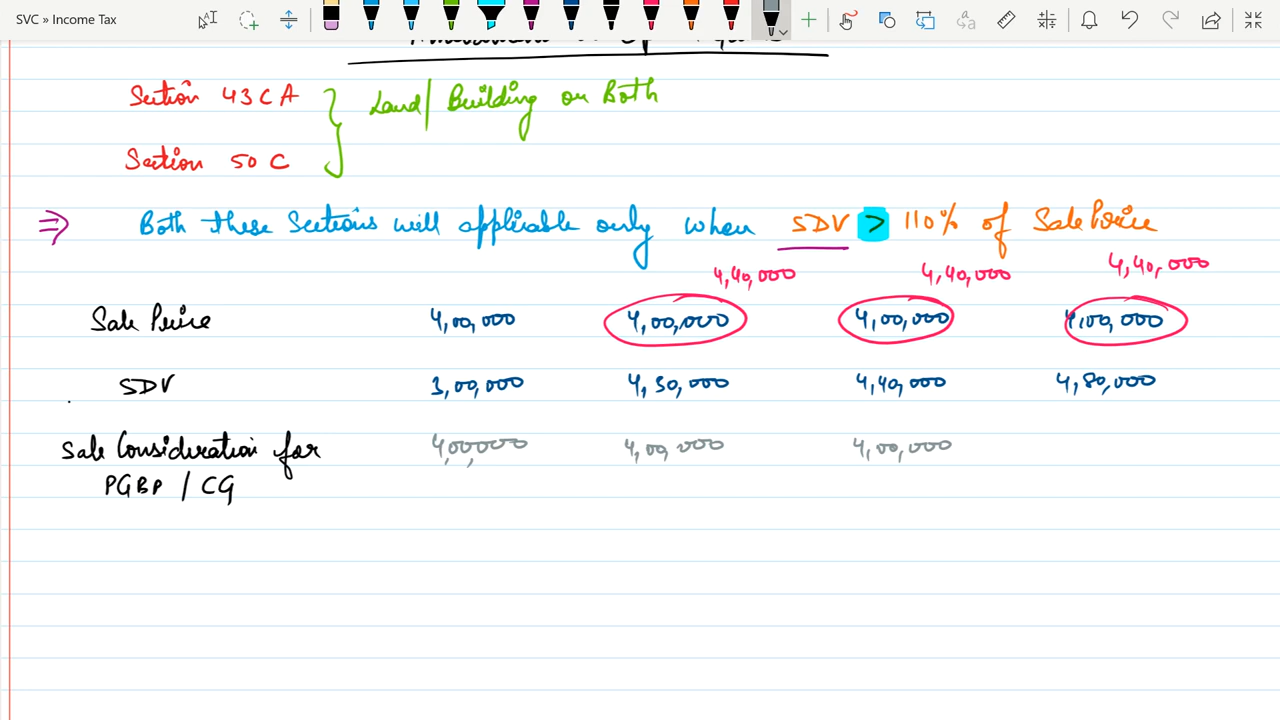 SVC » Income Tax
Section 43CA
Land/Building or Both
Section 50C
⇒ Both these Sections will applicable only when SDV > 110% of Sale Price
4,40,000 4,40,000 4,40,000
Sale Price 4,00,000 4,00,000 4,00,000 4,00,000
SDV 3,00,000 4,30,000 4,40,000 4,80,000
Sale Consideration for 4,00,000 4,00,000 4,00,000
PGBP / CG